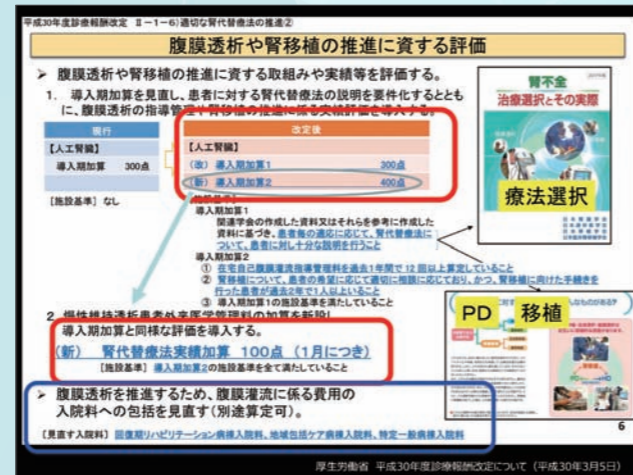 平成30年度診療報酬改定 Ⅱ－1－6)適切な腎代替療法の推進②
腹膜透析や腎移植の推進に資する評価
➢ 腹膜透析や腎移植の推進に資する取組みや実績等を評価する。
1. 導入期加算を見直し、患者に対する腎代替療法の説明を要件化するととも
に、腹膜透析の指導管理や腎移植の推進に係る実績評価を導入する。
現行
【人工腎臓】
導入期加算 300点
[施設基準] なし
改定後
【人工腎臓】
(改) 導入期加算1 300点
(新) 導入期加算2 400点
導入期加算1
関連学会の作成した資料又はそれらを参考に作成した
資料に基づき、患者毎の適応に応じて、腎代替療法に
ついて、患者に対し十分な説明を行うこと
導入期加算2
① 在宅自己腹膜灌流指導管理料を過去1年間で 12 回以上算定していること
② 腎移植について、患者の希望に応じて適切に相談に応じており、かつ、腎移植に向けた手続きを
行った患者が過去2年で1人以上いること
③ 導入期加算1の施設基準を満たしていること
2. 慢性維持透析患者外来医学管理料の加算を新設し、
導入期加算と同様な評価を導入する。
(新) 腎代替療法実績加算 100点 (1月につき)
[施設基準] 導入期加算2の施設基準を全て満たしていること
➢ 腹膜透析を推進するため、腹膜灌流に係る費用の
入院料への包括を見直す(別途算定可)。
[見直す入院料] 回復期リハビリテーション病棟入院料、地域包括ケア病棟入院料、特定一般病棟入院料
腎不全
治療選択とその実際
療法選択
PD 移植
6
厚生労働省 平成30年度診療報酬改定について (平成30年3月5日)